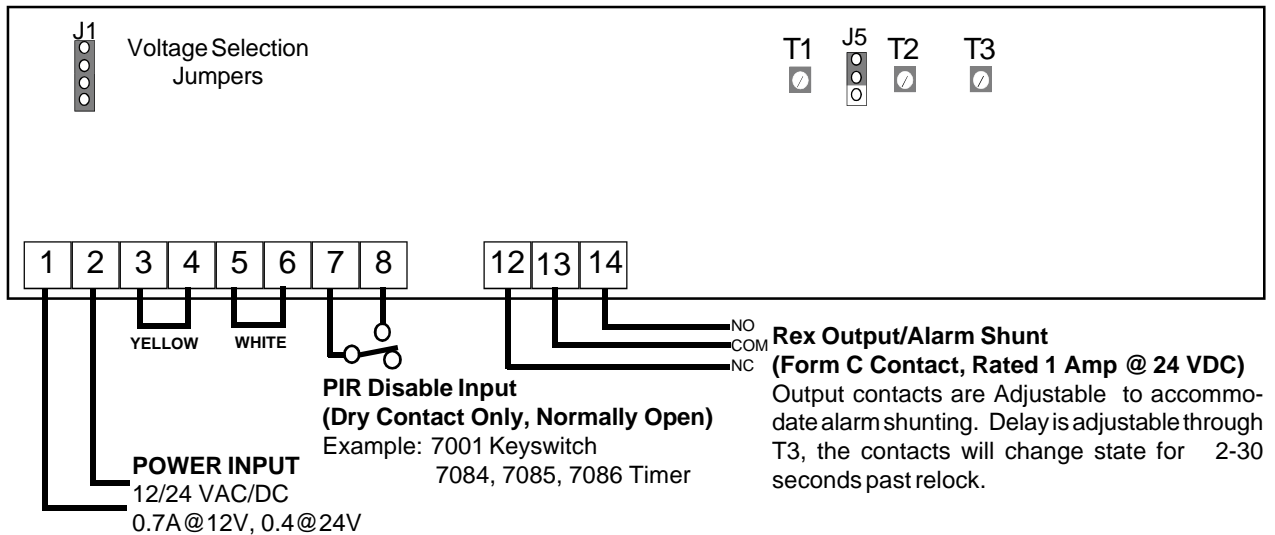 J1
Voltage Selection
Jumpers
T1 J5 T2 T3
1 2 3 4 5 6 7 8 12 13 14
YELLOW WHITE
NO
COM
NC
Rex Output/Alarm Shunt
(Form C Contact, Rated 1 Amp @ 24 VDC)
Output contacts are Adjustable to accommo-
date alarm shunting. Delay is adjustable through
T3, the contacts will change state for 2-30
seconds past relock.
PIR Disable Input
(Dry Contact Only, Normally Open)
Example: 7001 Keyswitch
7084, 7085, 7086 Timer
POWER INPUT
12/24 VAC/DC
0.7A@12V, 0.4@24V